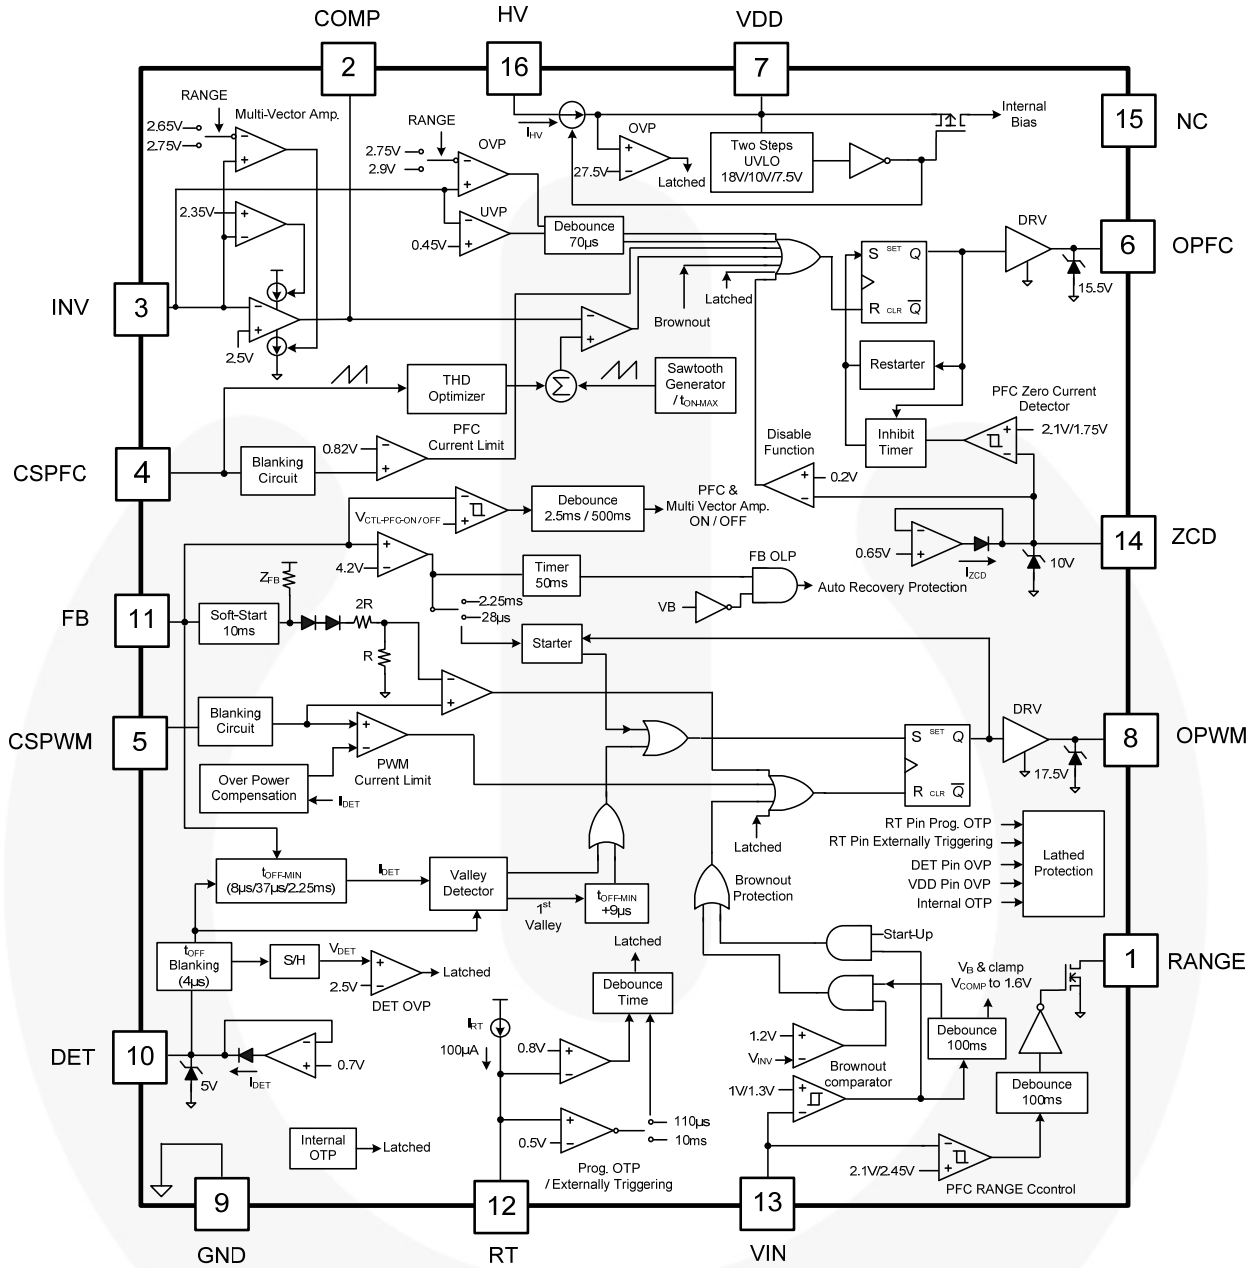 COMP
HV
VDD
2
16
7
RANGE
Multi-Vector Amp.
2.65V
2.75V
RANGE
2.75V
2.9V
OVP
IHV
OVP
27.5V
Latched
Two Steps
UVLO
18V/10V/7.5V
Internal
Bias
15
NC
2.35V
UVP
0.45V
Debounce
70µs
DRV
6
OPFC
15.5V
S SET Q
R CLR Q
INV
3
2.5V
Brownout
Latched
Restarter
THD
Optimizer
Σ
Sawtooth
Generator
/ tON-MAX
PFC Zero Current
Detector
2.1V/1.75V
Inhibit
Timer
PFC
Current Limit
0.82V
Disable
Function
0.2V
CSPFC
4
Blanking
Circuit
VCTL-PFC-ON/OFF
Debounce
2.5ms / 500ms
PFC &
Multi Vector Amp.
ON / OFF
0.65V
IZCD
10V
14
ZCD
4.2V
Timer
50ms
FB OLP
Auto Recovery Protection
VB
ZFB
FB
11
Soft-Start
10ms
2R
R
2.25ms
28µs
Starter
CSPWM
5
Blanking
Circuit
PWM
Current Limit
Over Power
Compensation
IDET
S SET Q
R CLR Q
DRV
17.5V
8
OPWM
Latched
RT Pin Prog. OTP
RT Pin Externally Triggering
DET Pin OVP
VDD Pin OVP
Internal OTP
Lathed
Protection
tOFF-MIN
(8µs/37µs/2.25ms)
IDET
Valley
Detector
1st
Valley
tOFF-MIN
+9µs
Brownout
Protection
Start-Up
tOFF
Blanking
(4µs)
S/H
VDET
2.5V
DET OVP
Latched
Latched
Debounce
Time
VB & clamp
VCOMP to 1.6V
1
RANGE
DET
10
5V
IDET
0.7V
IRT
100µA
0.8V
0.5V
110µs
10ms
Prog. OTP
/ Externally Triggering
1.2V
VINV
Brownout
comparator
1V/1.3V
Debounce
100ms
Debounce
100ms
2.1V/2.45V
PFC RANGE Ccontrol
Internal
OTP
Latched
9
12
13
GND
RT
VIN